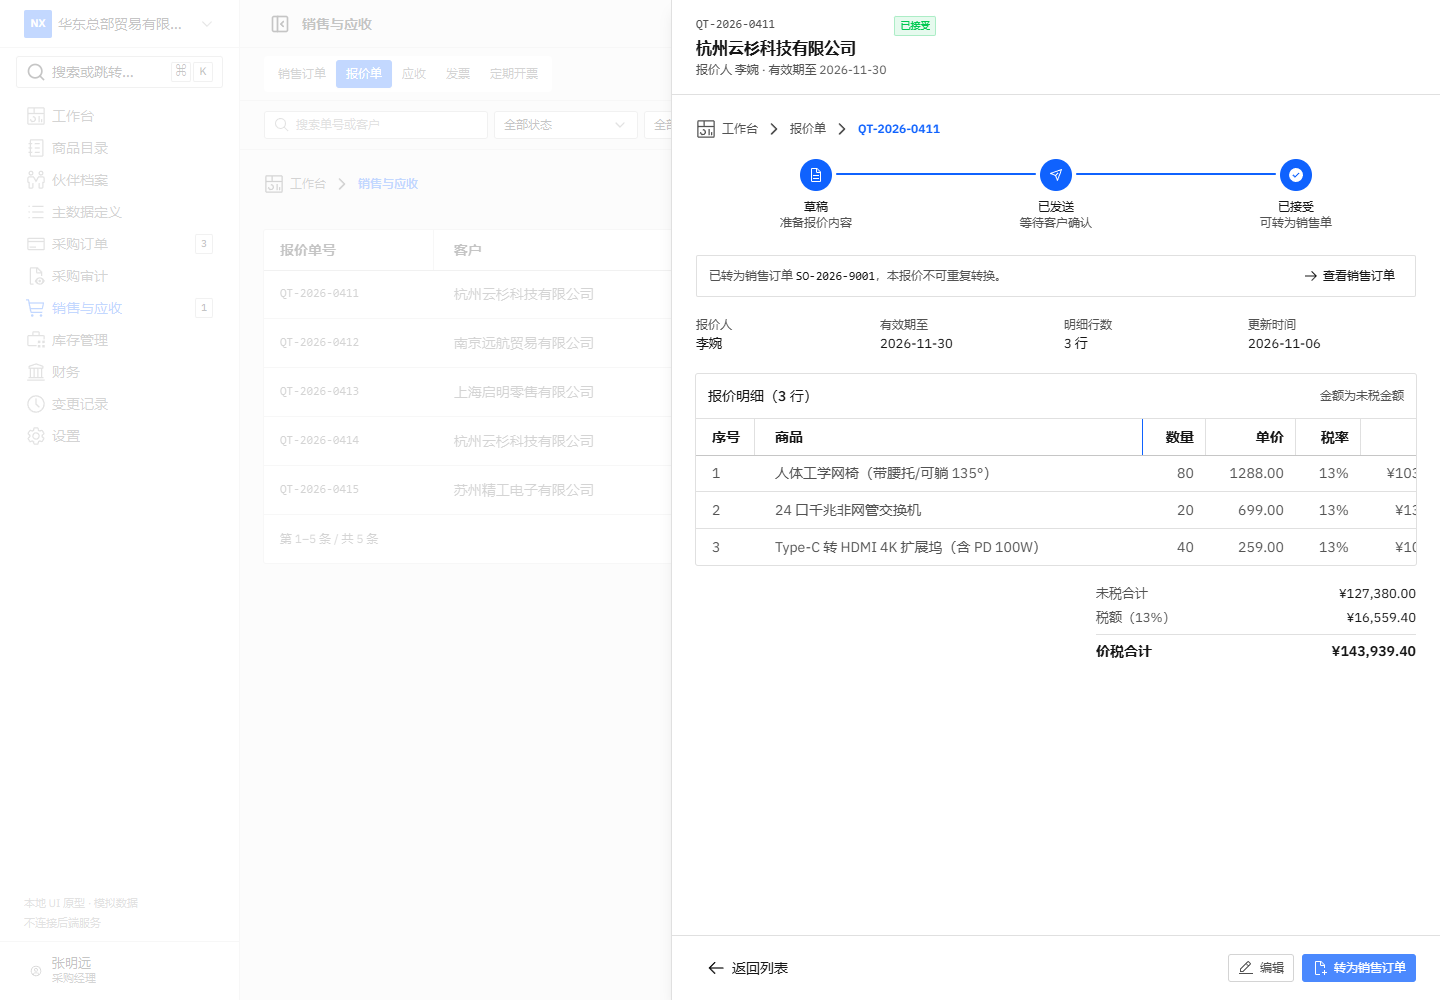 NX 华东总部贸易有限...
搜索或跳转... ⌘ K
工作台
商品目录
伙伴档案
主数据定义
采购订单 3
采购审计
销售与应收 1
库存管理
财务
变更记录
设置
本地 UI 原型 · 模拟数据
不连接后端服务
张明远
采购经理
销售与应收
销售订单 报价单 应收 发票 定期开票
搜索单号或客户 全部状态 全
工作台 销售与应收
报价单号 客户
QT-2026-0411 杭州云杉科技有限公司
QT-2026-0412 南京远航贸易有限公司
QT-2026-0413 上海启明零售有限公司
QT-2026-0414 杭州云杉科技有限公司
QT-2026-0415 苏州精工电子有限公司
第 1–5 条 / 共 5 条
QT-2026-0411 已接受
杭州云杉科技有限公司
报价人 李婉 · 有效期至 2026-11-30
工作台 报价单 QT-2026-0411
草稿 已发送 已接受
准备报价内容 等待客户确认 可转为销售单
已转为销售订单 SO-2026-9001，本报价不可重复转换。 查看销售订单
报价人 有效期至 明细行数 更新时间
李婉 2026-11-30 3 行 2026-11-06
报价明细（3 行） 金额为未税金额
序号 商品 数量 单价 税率
1 人体工学网椅（带腰托/可躺 135°） 80 1288.00 13% ¥103
2 24 口千兆非网管交换机 20 699.00 13% ¥13
3 Type-C 转 HDMI 4K 扩展坞（含 PD 100W） 40 259.00 13% ¥10
未税合计 ¥127,380.00
税额（13%） ¥16,559.40
价税合计 ¥143,939.40
返回列表 编辑 转为销售订单